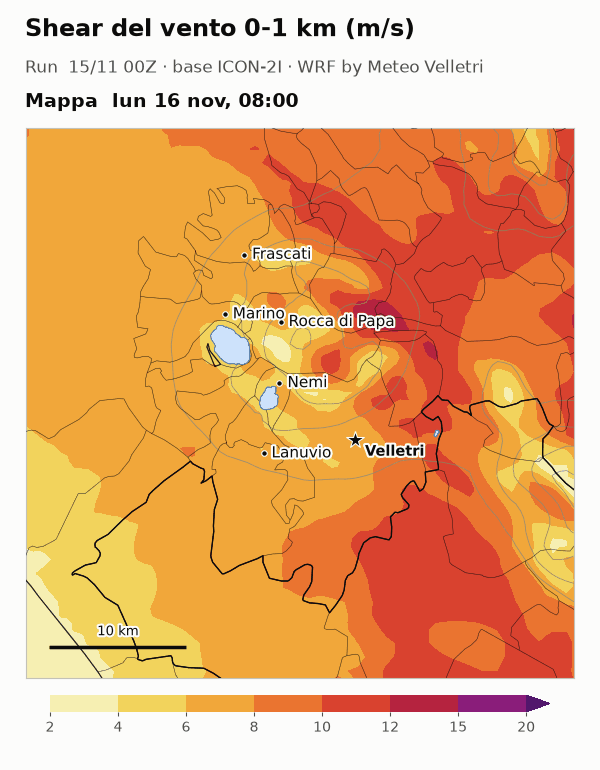 Shear del vento 0-1 km (m/s)
Run  15/11 00Z · base ICON-2I · WRF by Meteo Velletri
Mappa  lun 16 nov, 08:00
Frascati
Marino
Rocca di Papa
Nemi
Velletri
Lanuvio
10 km
2 4 6 8 10 12 15 20